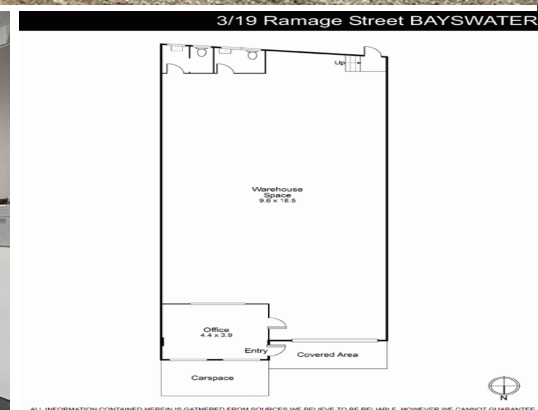 3/19 Ramage Street BAYSWATER
Up
Warehouse
Space
9.8 x 18.5
Office
4.4 x 3.9
Entry
Covered Area
Carspace
N
ALL INFORMATION CONTAINED HEREIN IS GATHERED FROM SOURCES WE BELIEVE TO BE RELIABLE. HOWEVER WE CANNOT GUARANTEE